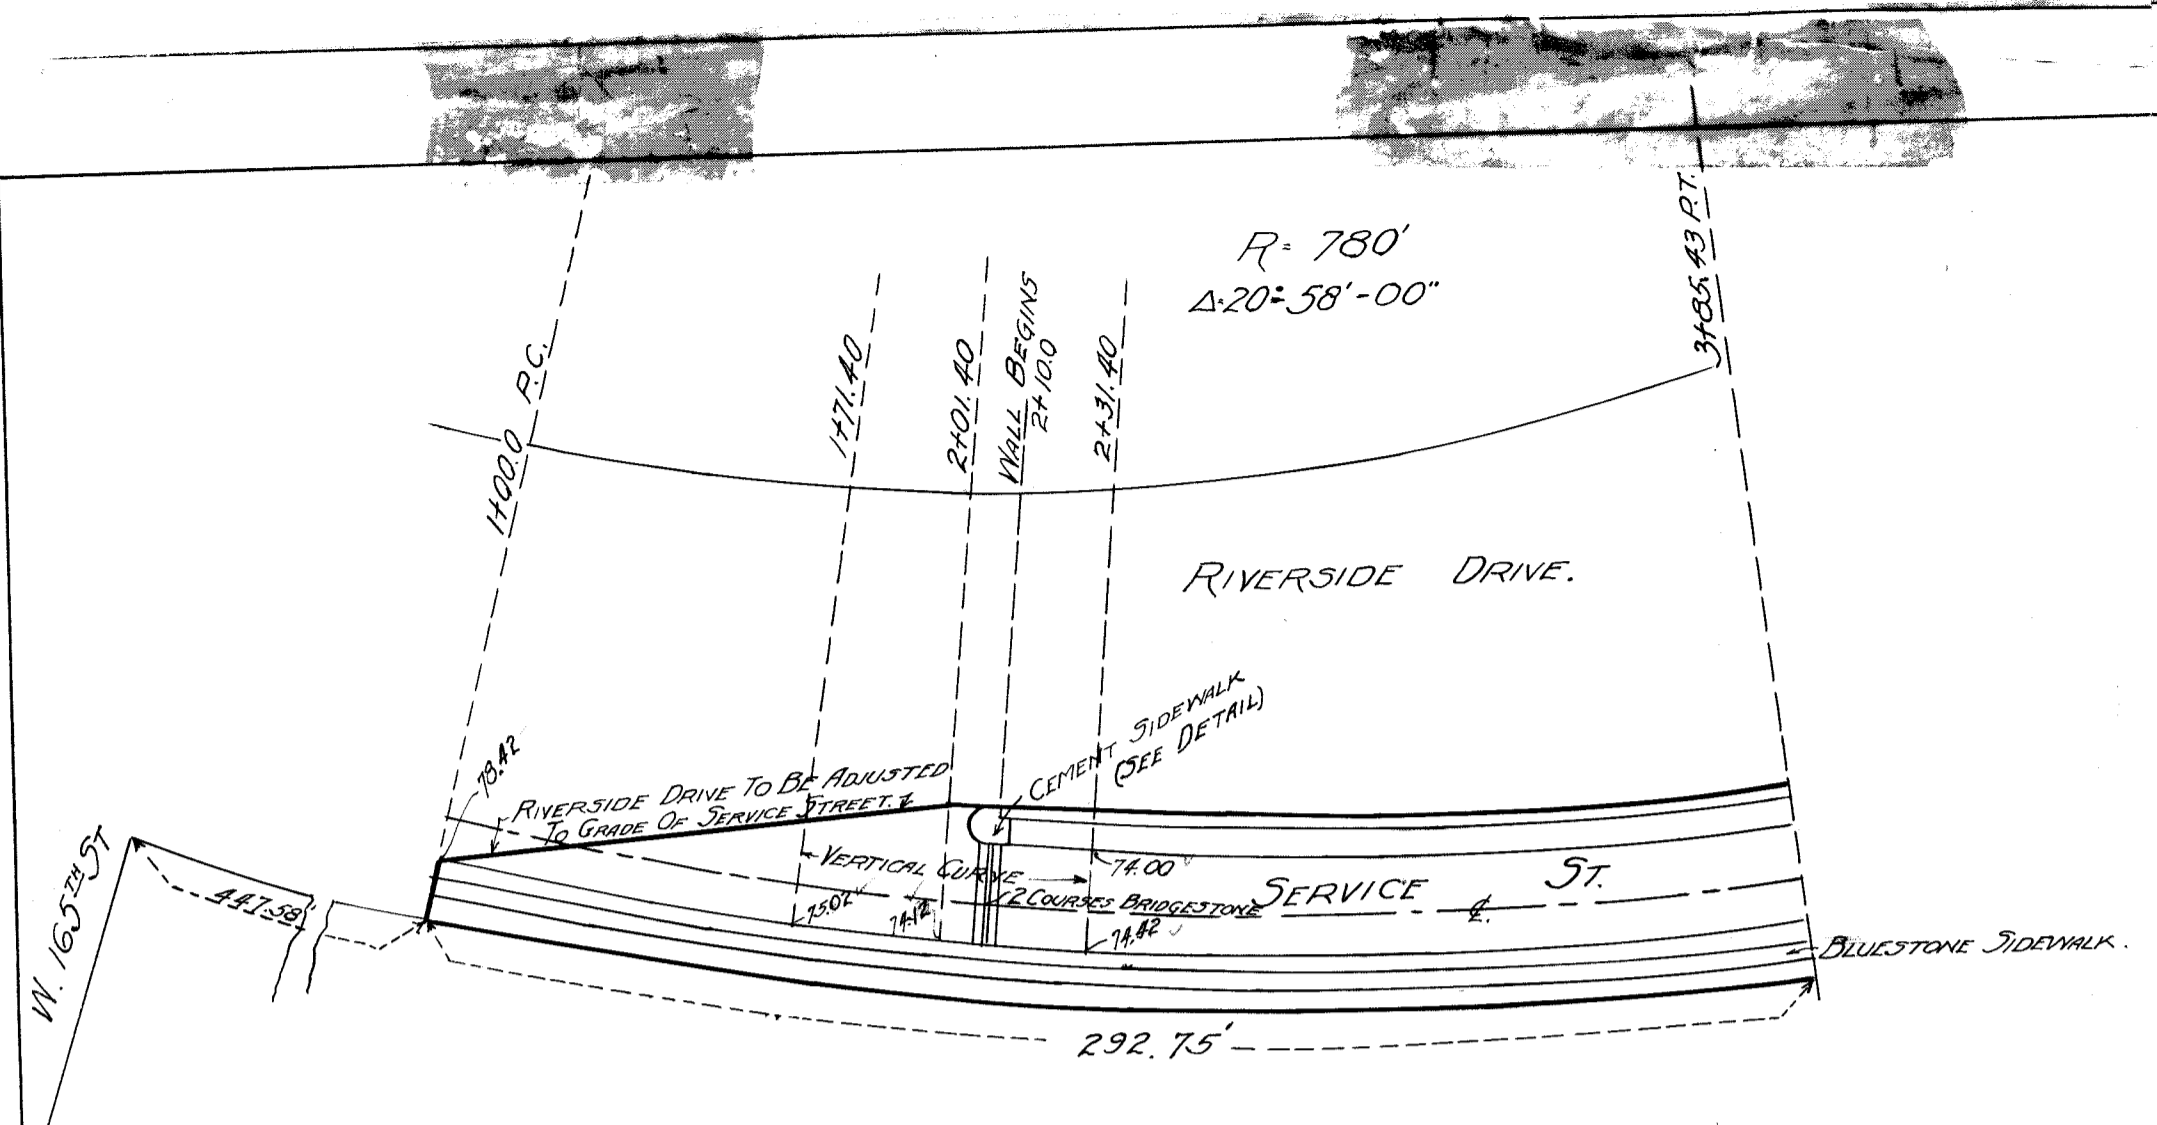 R= 780'
Δ=20°-58'-00"
1+00.0 P.C.
1+71.40
2+01.40
WALL BEGINS
2+10.0
2+31.40
3+85.43 P.T.
RIVERSIDE DRIVE.
CEMENT SIDEWALK
(SEE DETAIL)
78.42
RIVERSIDE DRIVE TO BE ADJUSTED
TO GRADE OF SERVICE STREET.
W. 165TH ST
447.58'
VERTICAL CURVE
74.00
75.02
74.12
2 COURSES BRIDGESTONE
74.42
SERVICE ST.
℄.
BLUESTONE SIDEWALK.
292.75'